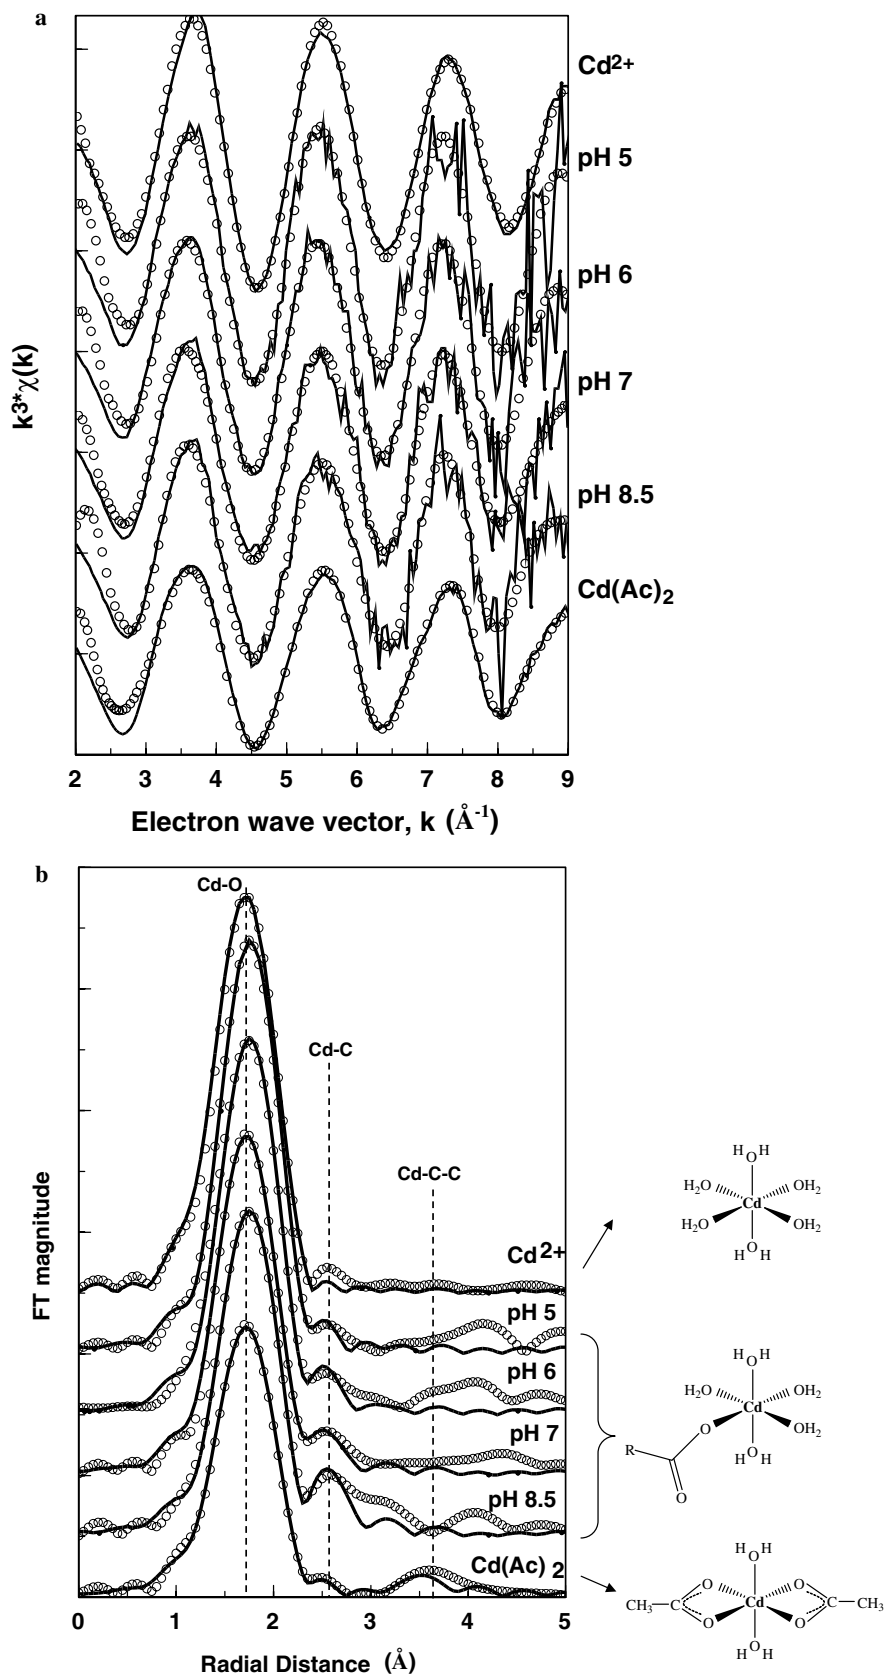 a
Cd2+
pH 5
pH 6
pH 7
pH 8.5
Cd(Ac)2
k3*χ(k)
2 3 4 5 6 7 8 9
Electron wave vector, k (Å-1)
b
Cd-O
Cd-C
Cd-C-C
Cd 2+
pH 5
pH 6
pH 7
pH 8.5
Cd(Ac) 2
FT magnitude
0 1 2 3 4 5
Radial Distance (Å)
H O H
H2O OH2
Cd
H2O OH2
H O H
H O H
H2O OH2
Cd
O OH2
H O H
R
O
H O H
O O
CH3 C Cd C CH3
O O
H O H